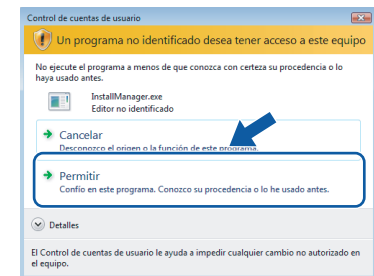 Control de cuentas de usuario
Un programa no identificado desea tener acceso a este equipo
No ejecute el programa a menos de que conozca con certeza su procedencia o lo
haya usado antes.
InstallManager.exe
Editor no identificado
Cancelar
Desconozco el origen o la función de este programa.
Permitir
Confío en este programa. Conozco su procedencia o lo he usado antes.
Detalles
El Control de cuentas de usuario le ayuda a impedir cualquier cambio no autorizado en
el equipo.